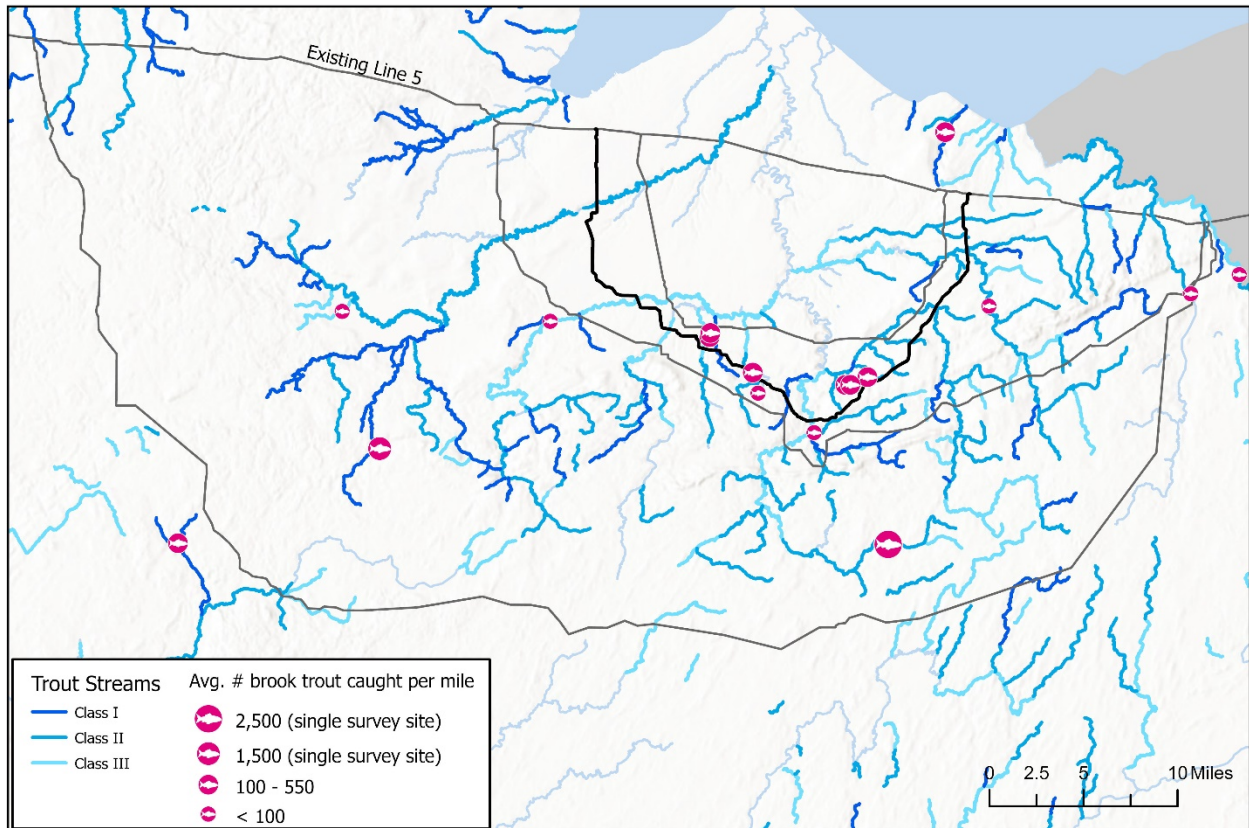 Existing Line 5
Trout Streams
Class I
Class II
Class III
Avg. # brook trout caught per mile
2,500 (single survey site)
1,500 (single survey site)
100 - 550
< 100
0 2.5 5 10 Miles